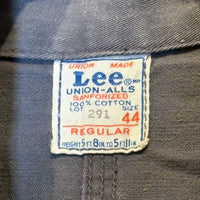 UNION MADE
Lee ® MR
UNION-ALLS
SANFORIZED
100% COTTON
LOT 291 SIZE 44
REGULAR
HEIGHT 5 FT. 8 IN. TO 5 FT. 11 IN